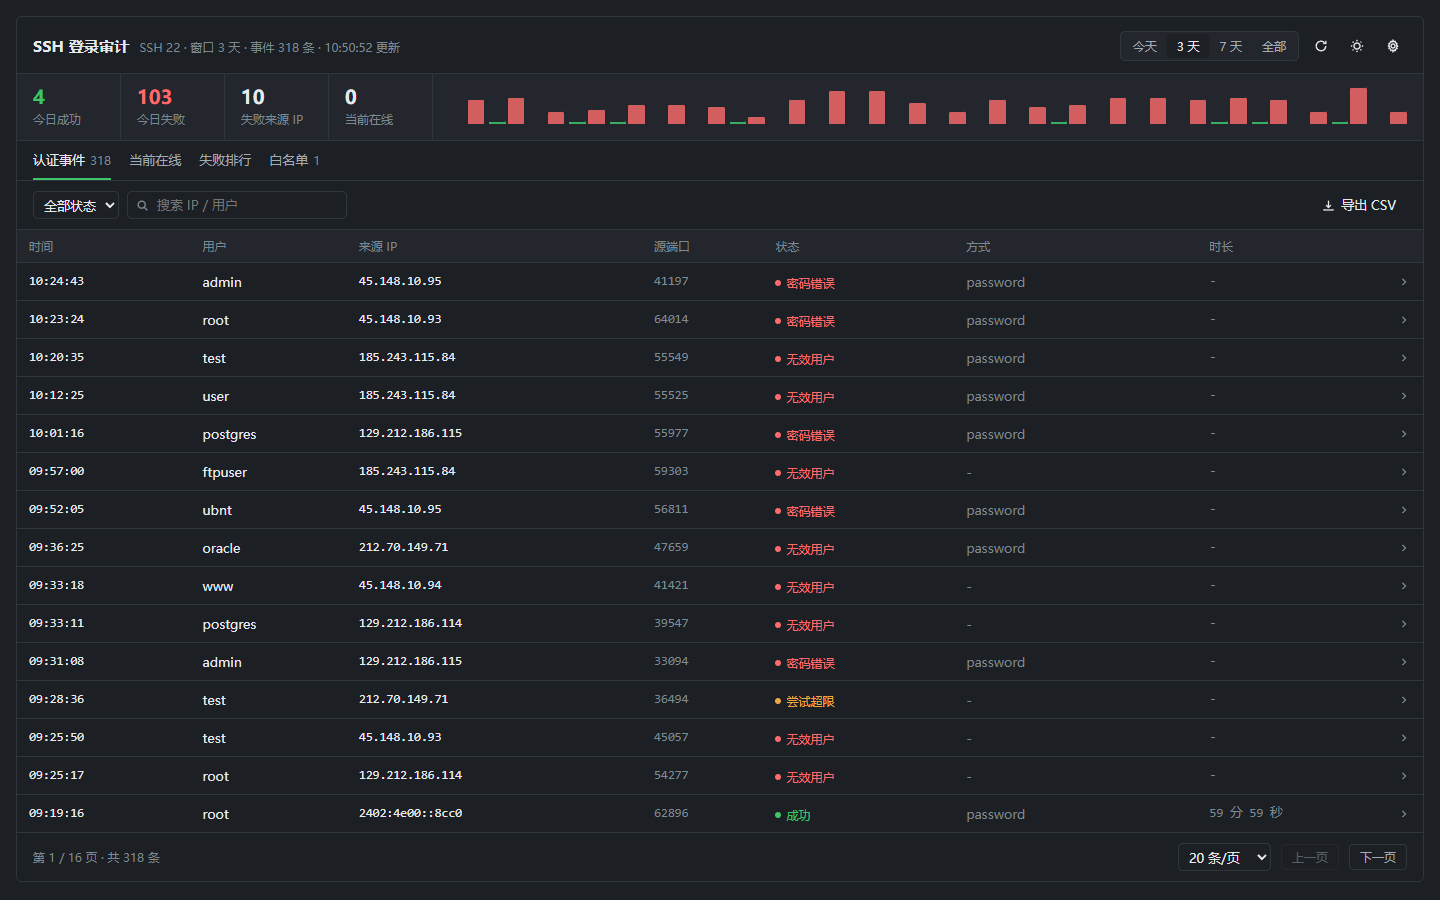 SSH 登录审计 SSH 22 · 窗口 3 天 · 事件 318 条 · 10:50:52 更新 今天 3 天 7 天 全部
4 103 10 0
今日成功 今日失败 失败来源 IP 当前在线
认证事件 318 当前在线 失败排行 白名单 1
全部状态 搜索 IP / 用户 导出 CSV
时间 用户 来源 IP 源端口 状态 方式 时长
10:24:43 admin 45.148.10.95 41197 密码错误 password -
10:23:24 root 45.148.10.93 64014 密码错误 password -
10:20:35 test 185.243.115.84 55549 无效用户 password -
10:12:25 user 185.243.115.84 55525 无效用户 password -
10:01:16 postgres 129.212.186.115 55977 密码错误 password -
09:57:00 ftpuser 185.243.115.84 59303 无效用户 - -
09:52:05 ubnt 45.148.10.95 56811 密码错误 password -
09:36:25 oracle 212.70.149.71 47659 无效用户 password -
09:33:18 www 45.148.10.94 41421 无效用户 - -
09:33:11 postgres 129.212.186.114 39547 无效用户 - -
09:31:08 admin 129.212.186.115 33094 密码错误 password -
09:28:36 test 212.70.149.71 36494 尝试超限 - -
09:25:50 test 45.148.10.93 45057 无效用户 - -
09:25:17 root 129.212.186.114 54277 无效用户 - -
09:19:16 root 2402:4e00::8cc0 62896 成功 password 59 分 59 秒
第 1 / 16 页 · 共 318 条 20 条/页 上一页 下一页